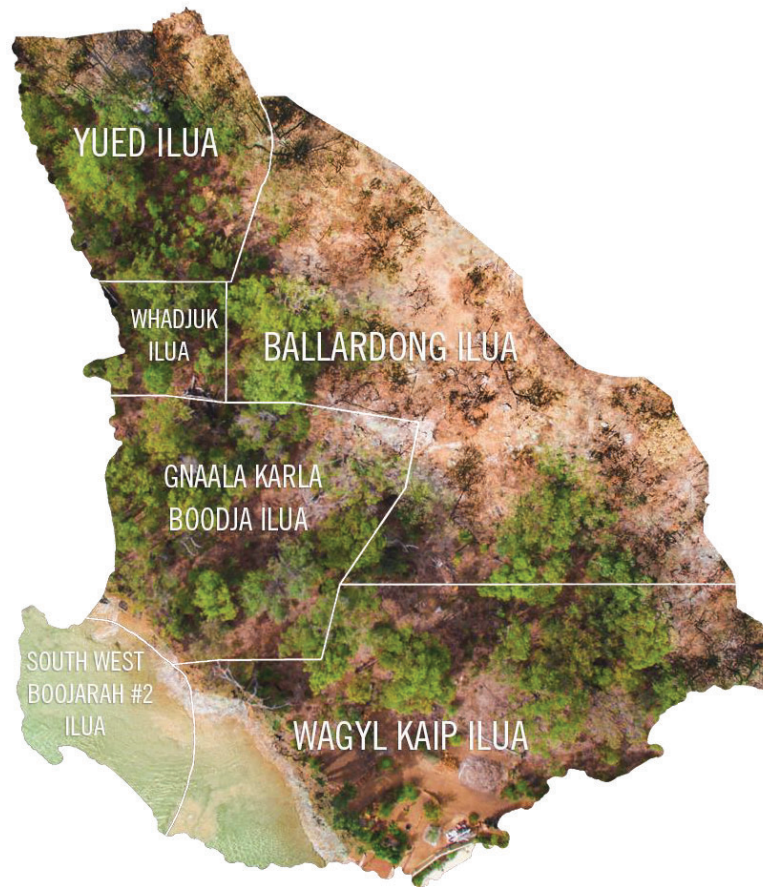 YUED ILUA
WHADJUK
ILUA
BALLARDONG ILUA
GNAALA KARLA
BOODJA ILUA
SOUTH WEST
BOOJARAH #2
ILUA
WAGYL KAIP ILUA